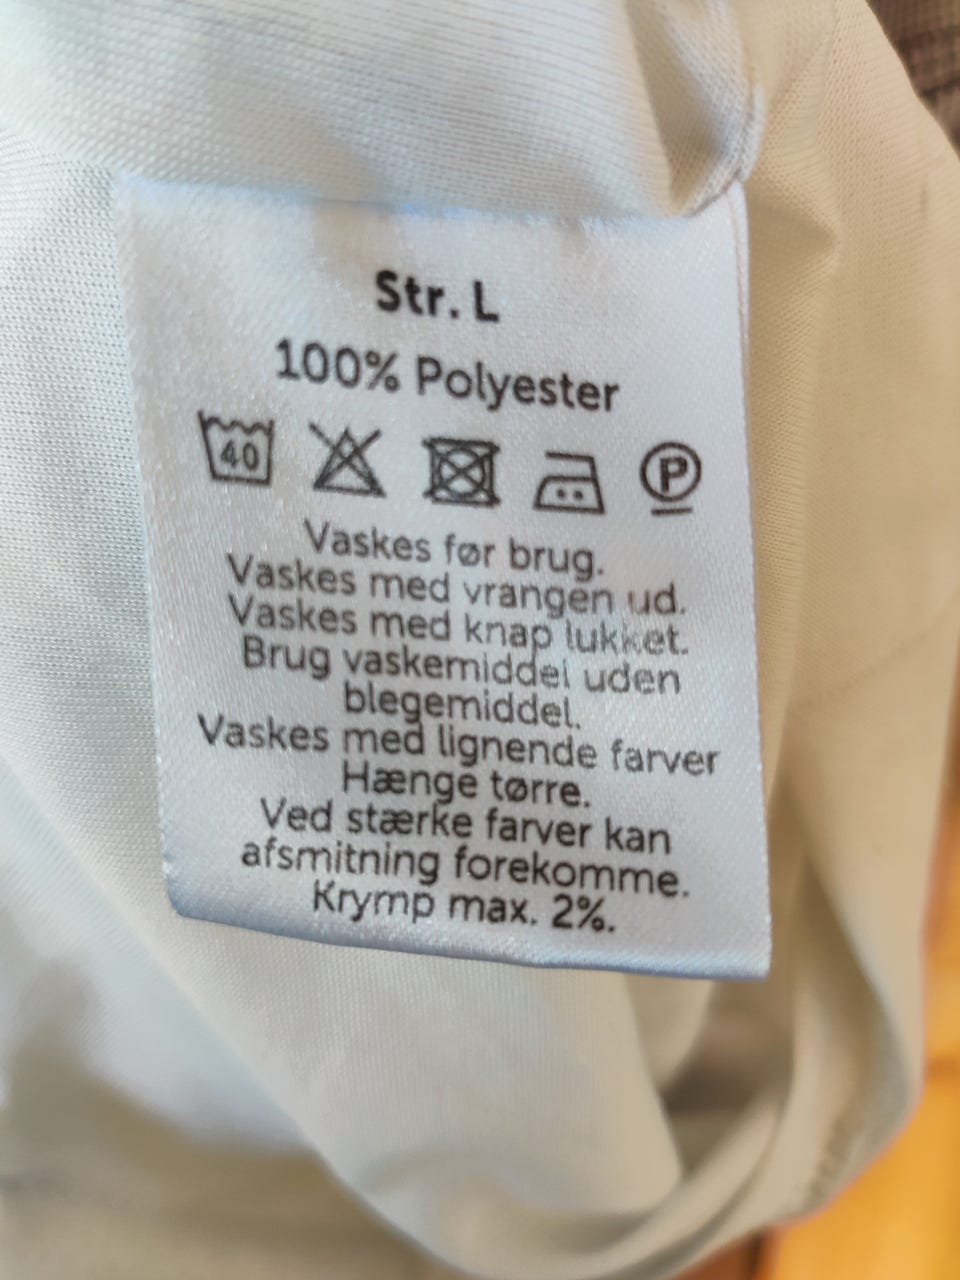 Str. L
100% Polyester
40 P
Vaskes før brug.
Vaskes med vrangen ud.
Vaskes med knap lukket.
Brug vaskemiddel uden
blegemiddel.
Vaskes med lignende farver
Hænge tørre.
Ved stærke farver kan
afsmitning forekomme.
Krymp max. 2%.